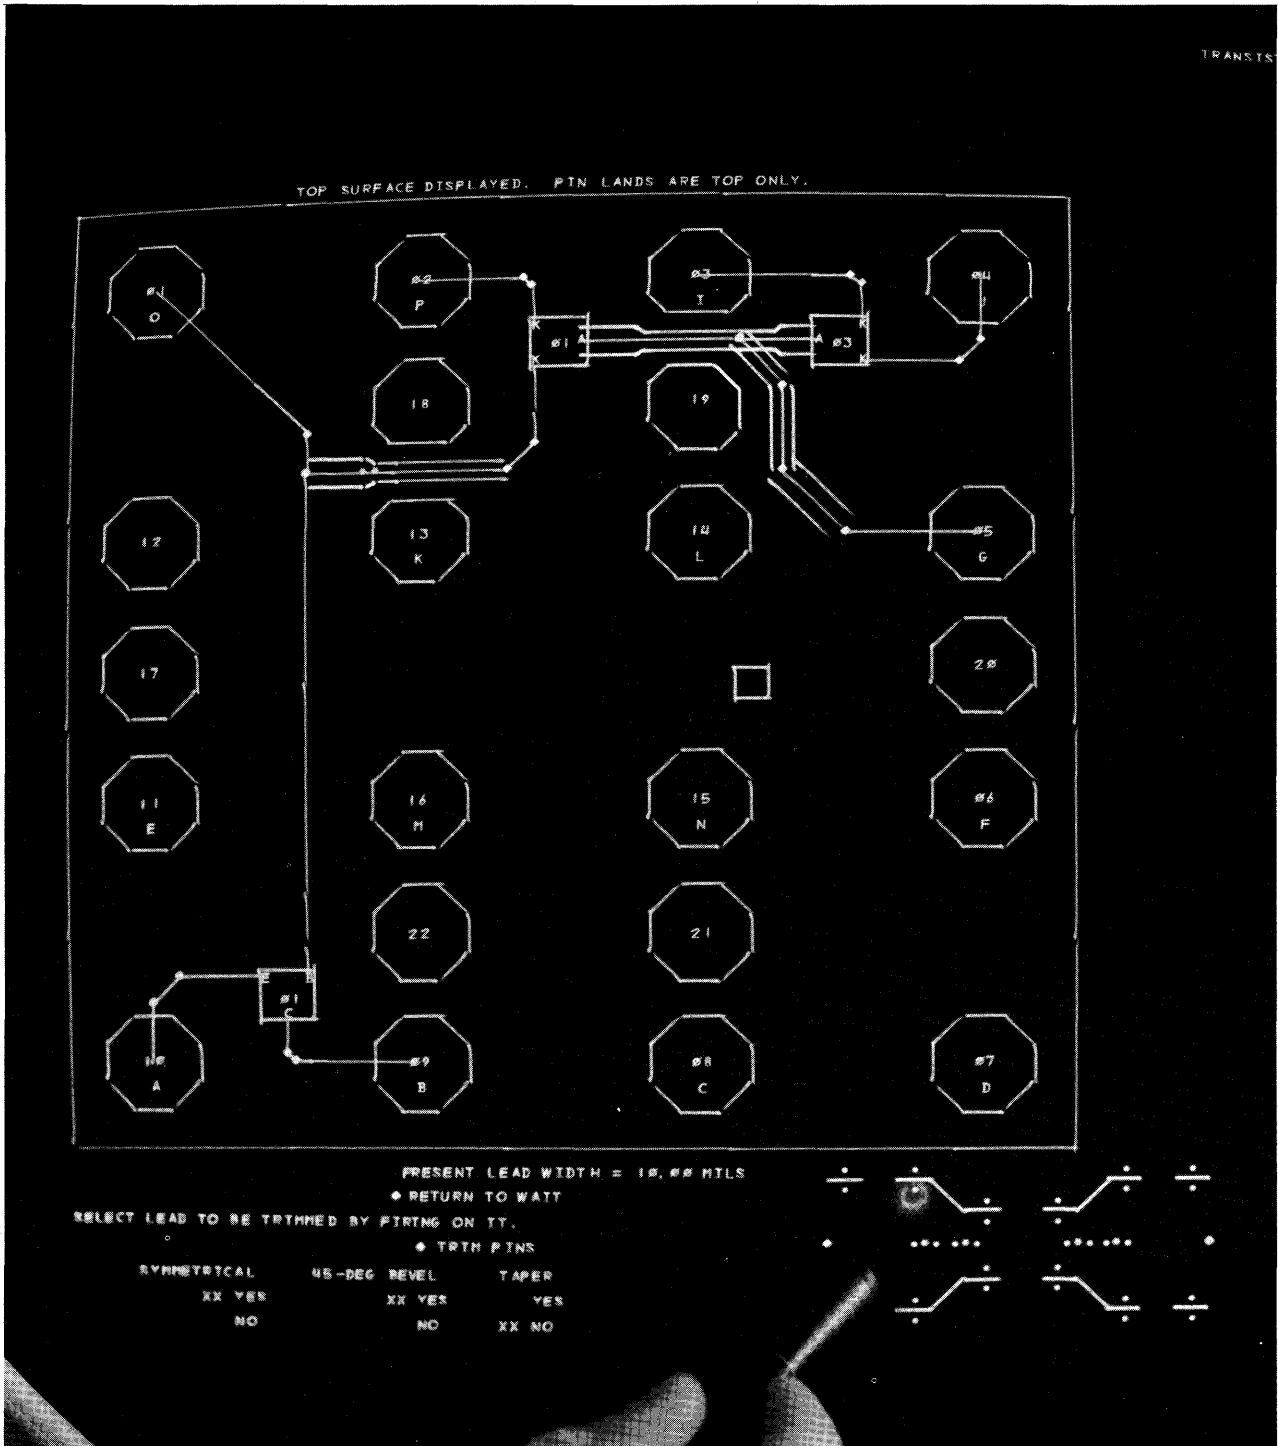 TRANSIS
TOP SURFACE DISPLAYED. PIN LANDS ARE TOP ONLY.
Ø1 Ø2 Ø3 Ø4
O P I J
K K
Ø1 A A Ø3
K K
18 19
12 13 14 Ø5
K L G
17 2Ø
11 16 15 Ø6
E M N F
22 21
E B
Ø1
C
1Ø Ø9 Ø8 Ø7
A B C D
PRESENT LEAD WIDTH = 1Ø,ØØ MILS
RETURN TO WAIT
SELECT LEAD TO BE TRIMMED BY FIRING ON IT.
TRIM PINS
SYMMETRICAL 45-DEG BEVEL TAPER
XX YES XX YES YES
NO NO XX NO